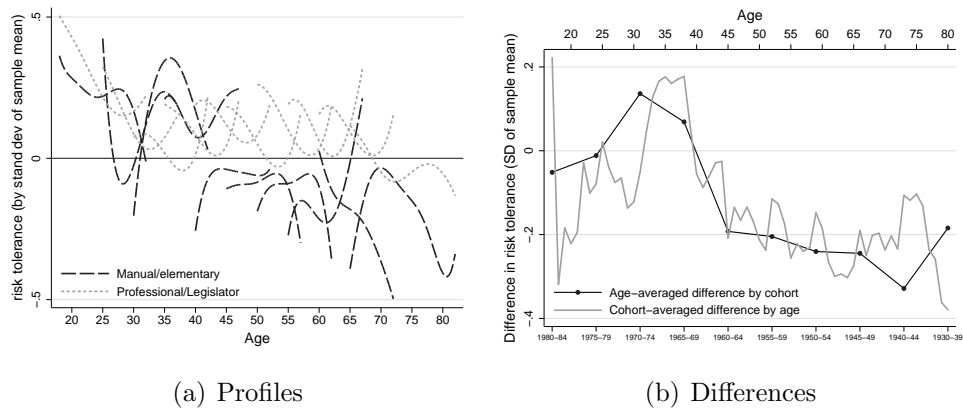 risk tolerance (by stand dev of sample mean)
.5
0
-.5
Manual/elementary
Professional/Legislator
20 25 30 35 40 45 50 55 60 65 70 75 80
Age
(a) Profiles
Age
20 25 30 35 40 45 50 55 60 65 70 75 80
Difference in risk tolerance (SD of sample mean)
.2
0
-.2
-.4
Age-averaged difference by cohort
Cohort-averaged difference by age
1980-84 1975-79 1970-74 1965-69 1960-64 1955-59 1950-54 1945-49 1940-44 1930-39
(b) Differences